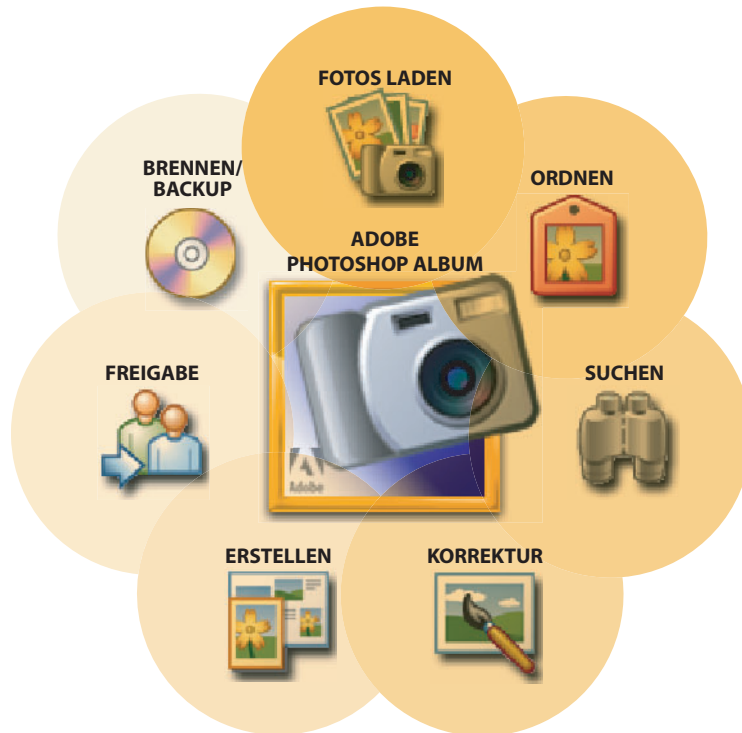 FOTOS LADEN
BRENNEN/
BACKUP
ORDNEN
ADOBE
PHOTOSHOP ALBUM
FREIGABE
SUCHEN
Adobe
ERSTELLEN
KORREKTUR